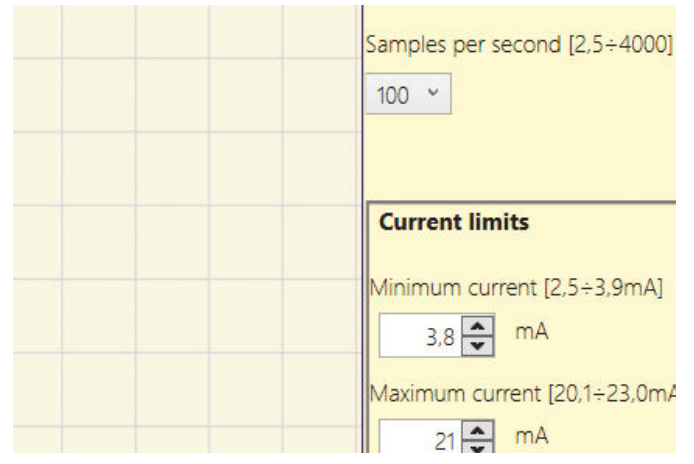 Samples per second [2,5÷4000]
100
Current limits
Minimum current [2,5÷3,9mA]
3,8 mA
Maximum current [20,1÷23,0mA
21 mA